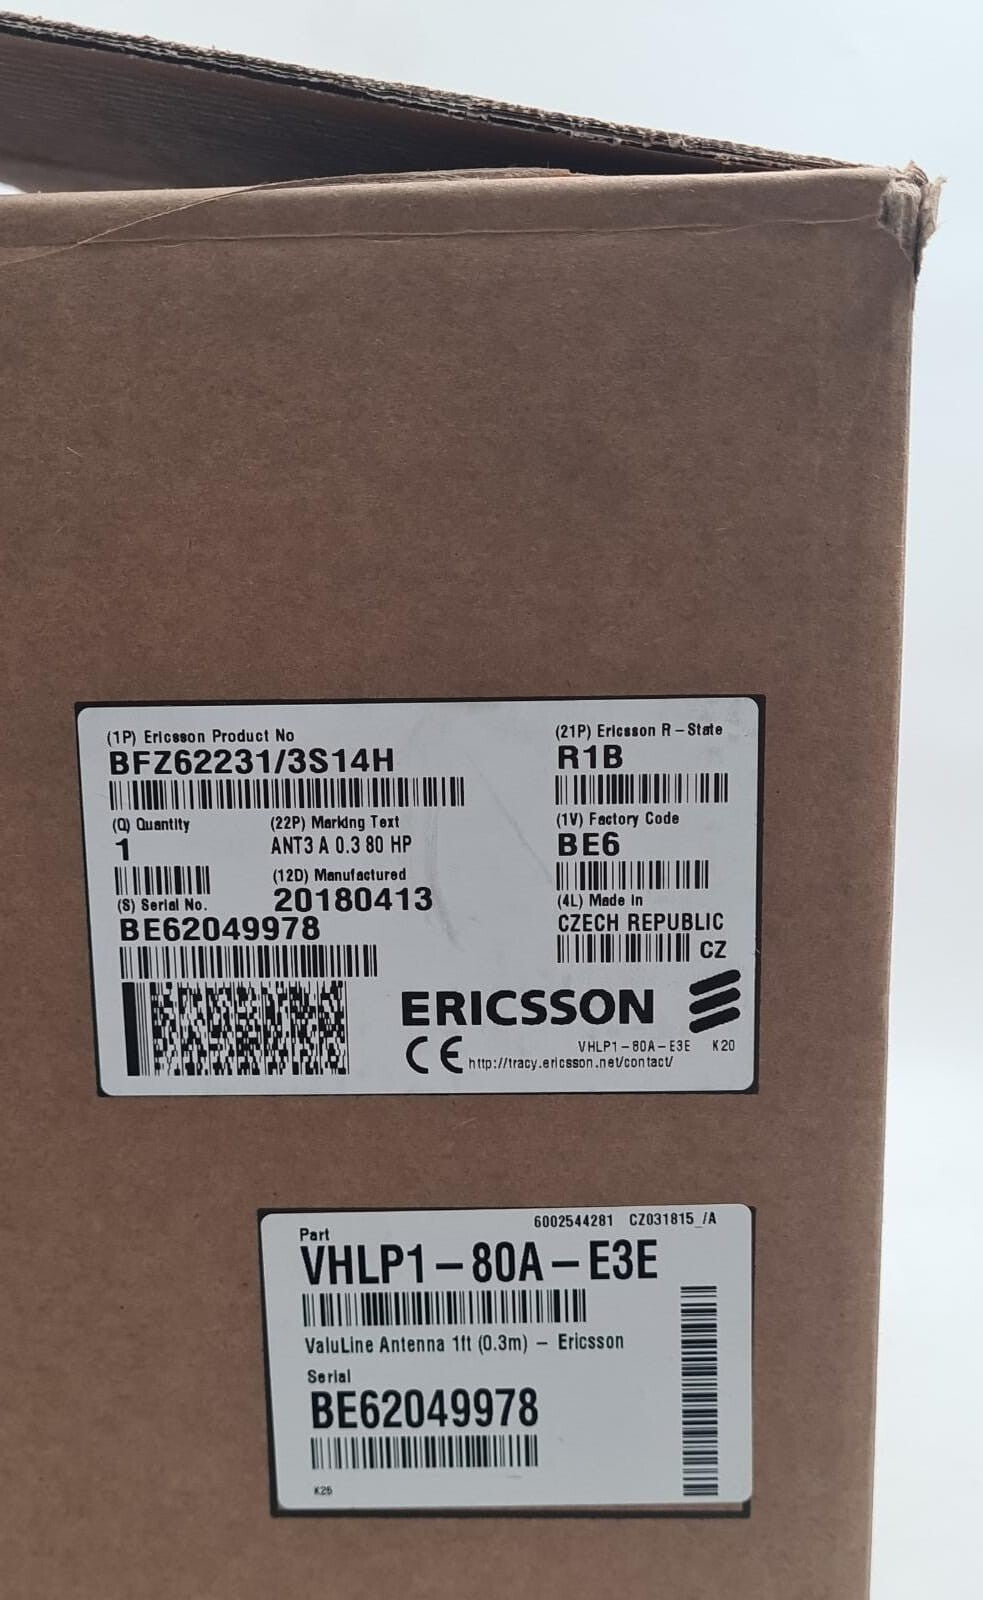 (1P) Ericsson Product No
BFZ62231/3S14H
(21P) Ericsson R-State
R1B
(Q) Quantity
1
(22P) Marking Text
ANT3 A 0.3 80 HP
(1V) Factory Code
BE6
(12D) Manufactured
20180413
(S) Serial No.
BE62049978
(4L) Made in
CZECH REPUBLIC
CZ
ERICSSON
CE
VHLP1-80A-E3E K20
http://tracy.ericsson.net/contact/
6002544281 CZ031815_/A
Part
VHLP1-80A-E3E
ValuLine Antenna 1ft (0.3m) - Ericsson
Serial
BE62049978
K25